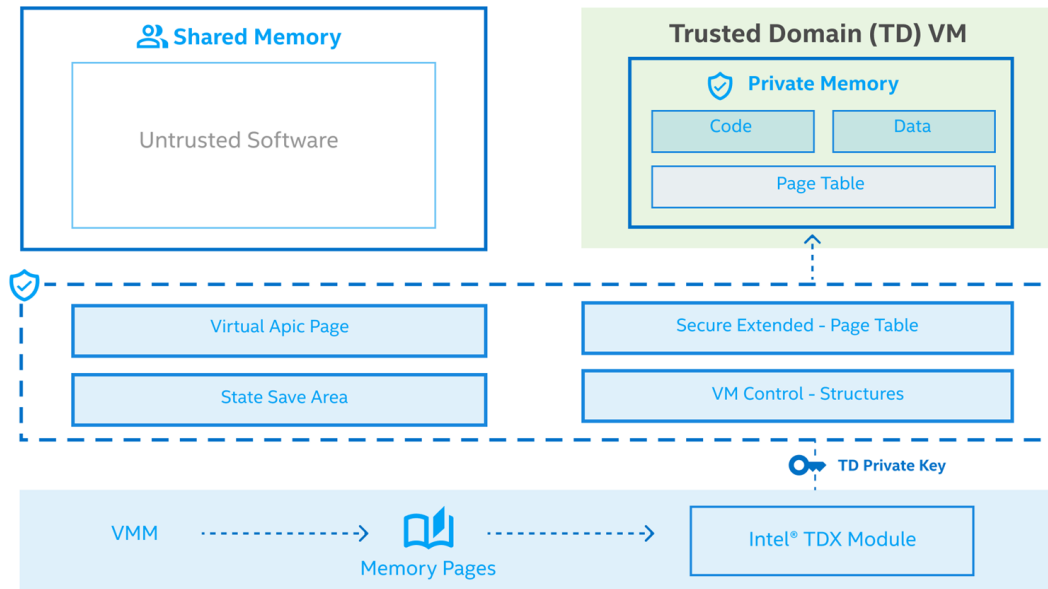 Shared Memory
Untrusted Software
Trusted Domain (TD) VM
Private Memory
Code
Data
Page Table
Virtual Apic Page
Secure Extended - Page Table
State Save Area
VM Control - Structures
TD Private Key
VMM
Memory Pages
Intel® TDX Module